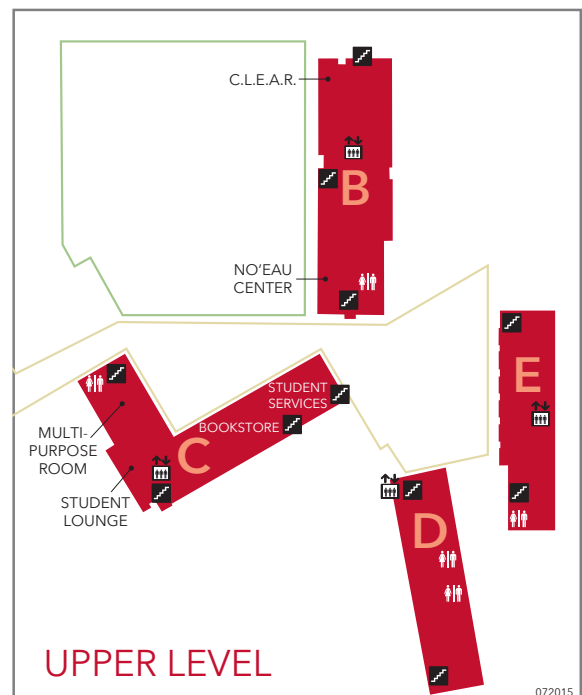 C.L.E.A.R.
B
NO'EAU
CENTER
E
STUDENT
SERVICES
BOOKSTORE
MULTI-
PURPOSE
ROOM
C
STUDENT
LOUNGE
D
UPPER LEVEL
072015